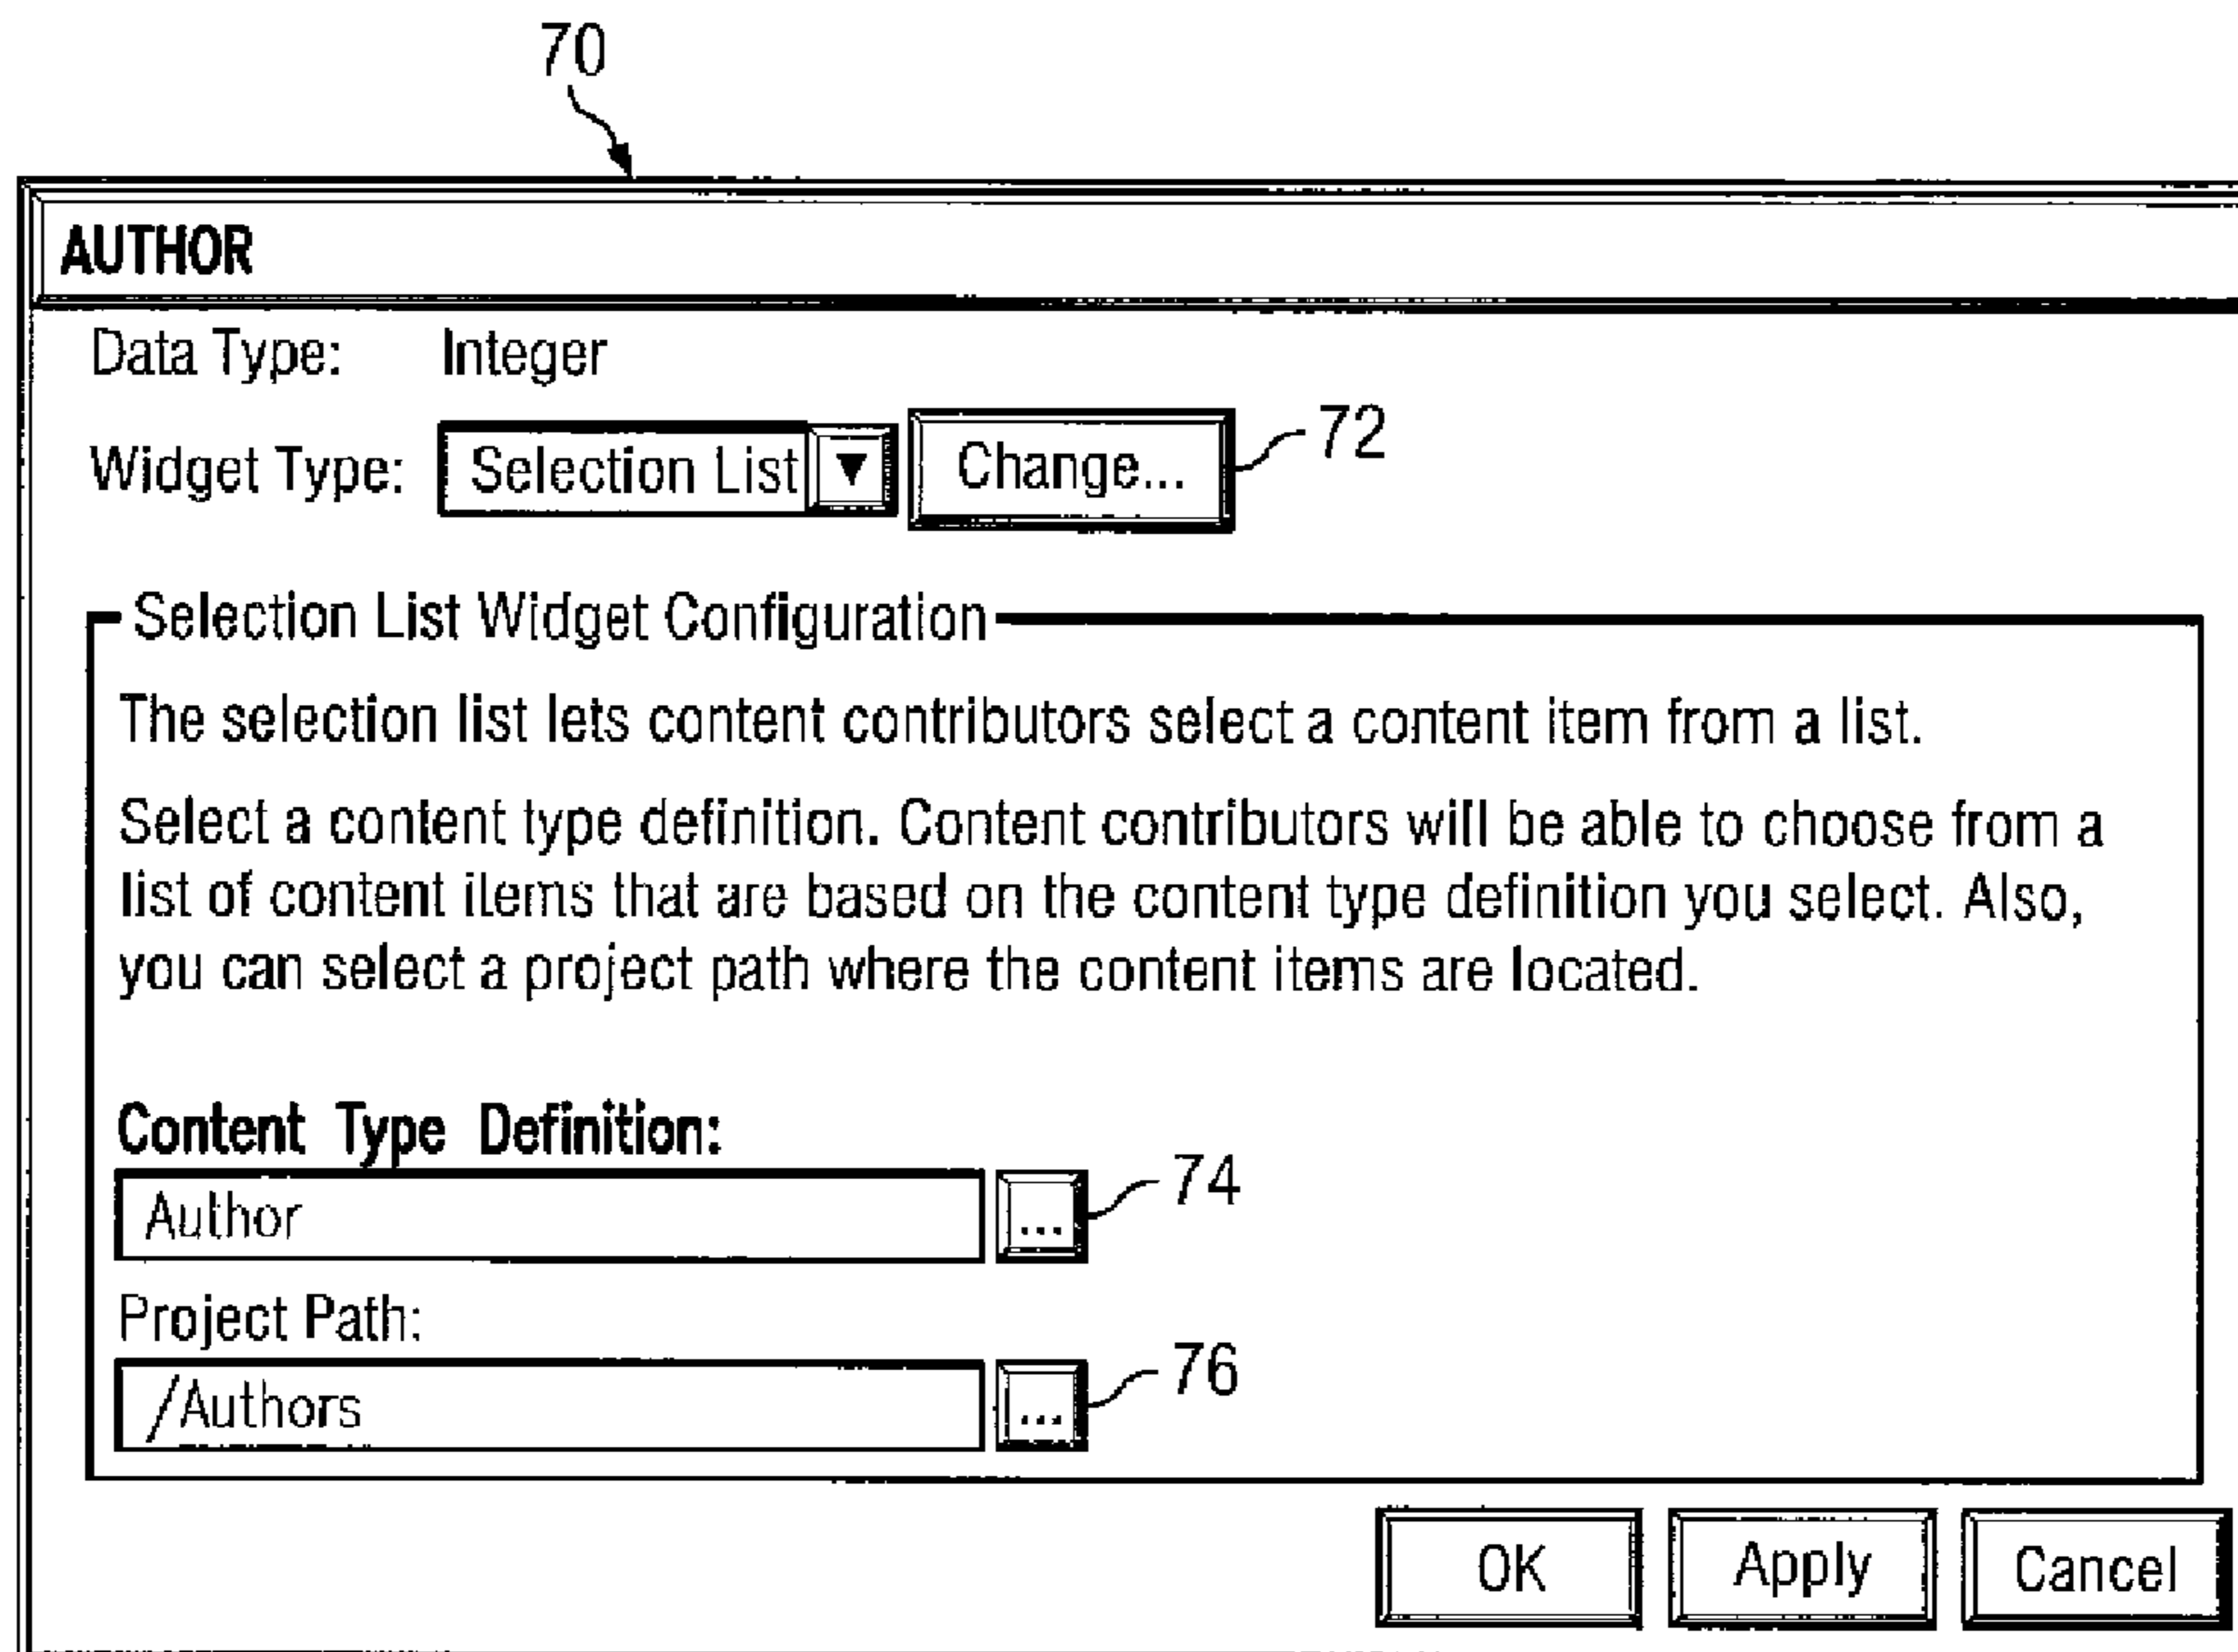 70
AUTHOR
Data Type: Integer
Widget Type: Selection List ▼ Change... 72
Selection List Widget Configuration
The selection list lets content contributors select a content item from a list.
Select a content type definition. Content contributors will be able to choose from a
list of content items that are based on the content type definition you select. Also,
you can select a project path where the content items are located.
Content Type Definition:
Author ... 74
Project Path:
/Authors ... 76
OK Apply Cancel